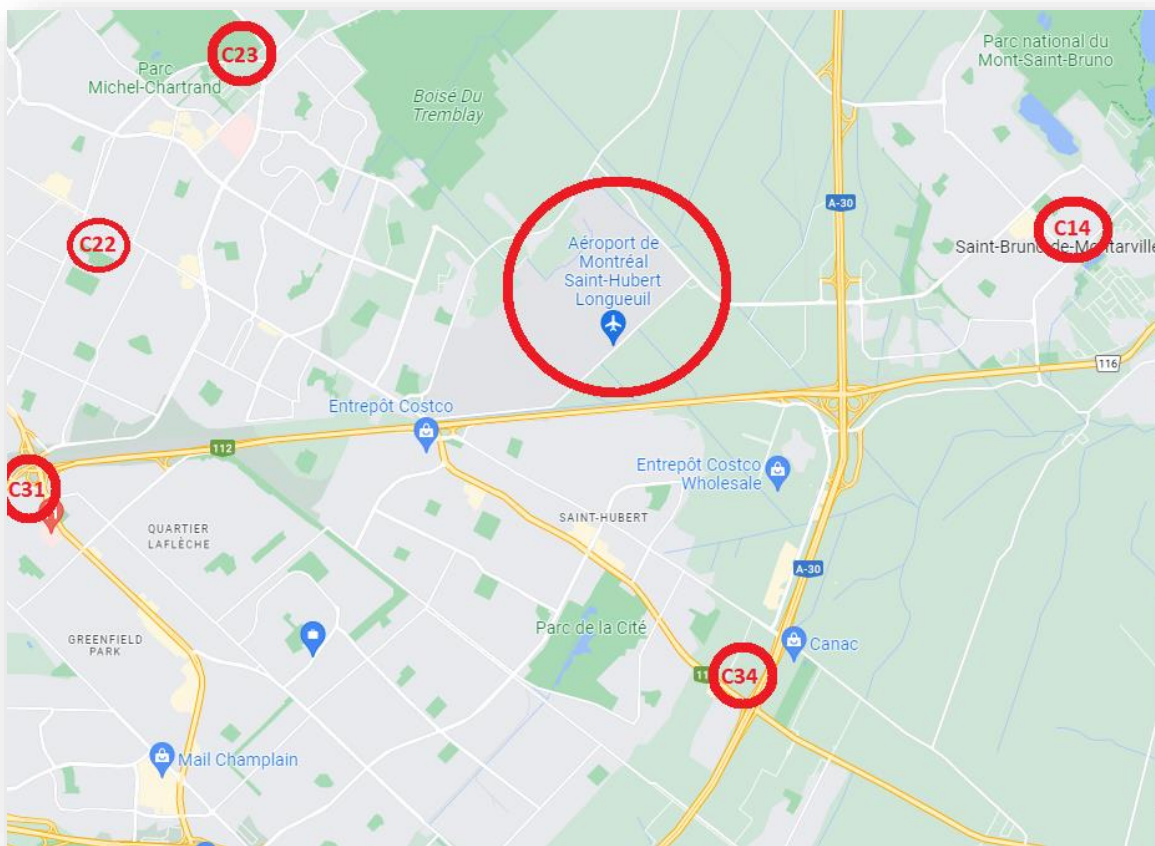 C23
Parc
Michel-Chartrand
Boisé Du
Tremblay
Parc national du
Mont-Saint-Bruno
A-30
C14
Saint-Bruno-de-Montarville
C22
Aéroport de
Montréal
Saint-Hubert
Longueuil
116
Entrepôt Costco
112
Entrepôt Costco
Wholesale
C31
QUARTIER
LAFLÈCHE
SAINT-HUBERT
A-30
GREENFIELD
PARK
Parc de la Cité
Canac
C34
Mail Champlain